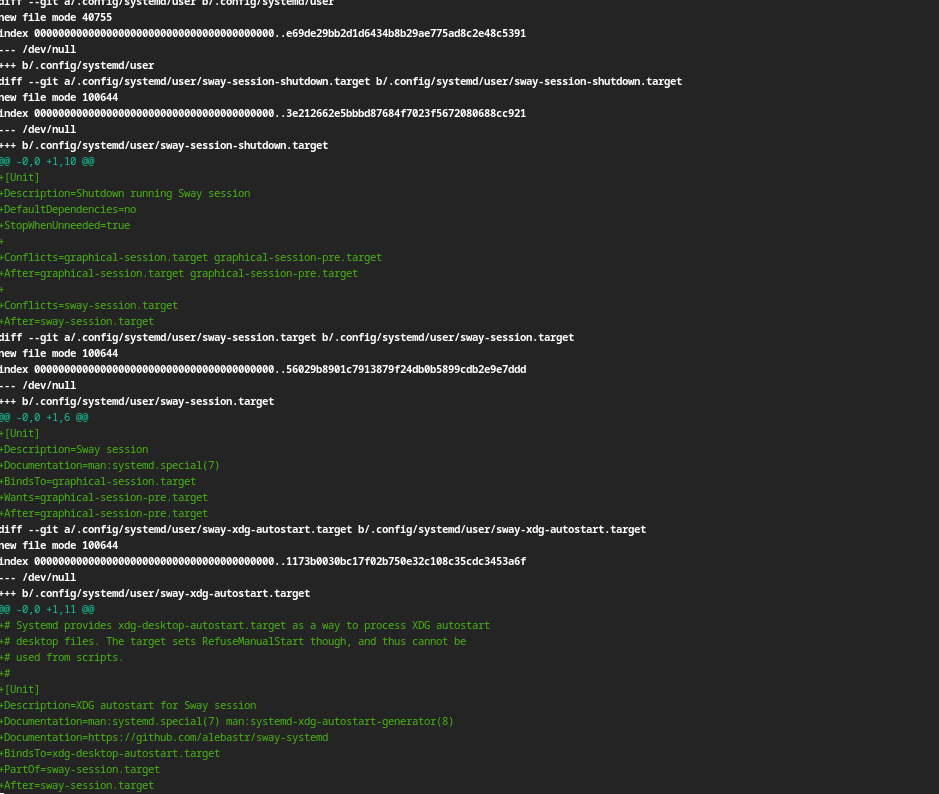 diff --git a/.config/systemd/user b/.config/systemd/user
new file mode 40755
index 0000000000000000000000000000000000000000..e69de29bb2d1d6434b8b29ae775ad8c2e48c5391
--- /dev/null
+++ b/.config/systemd/user
diff --git a/.config/systemd/user/sway-session-shutdown.target b/.config/systemd/user/sway-session-shutdown.target
new file mode 100644
index 0000000000000000000000000000000000000000..3e212662e5bbbd87684f7023f5672080688cc921
--- /dev/null
+++ b/.config/systemd/user/sway-session-shutdown.target
@@ -0,0 +1,10 @@
+[Unit]
+Description=Shutdown running Sway session
+DefaultDependencies=no
+StopWhenUnneeded=true
+
+Conflicts=graphical-session.target graphical-session-pre.target
+After=graphical-session.target graphical-session-pre.target
+
+Conflicts=sway-session.target
+After=sway-session.target
diff --git a/.config/systemd/user/sway-session.target b/.config/systemd/user/sway-session.target
new file mode 100644
index 0000000000000000000000000000000000000000..56029b8901c7913879f24db0b5899cdb2e9e7ddd
--- /dev/null
+++ b/.config/systemd/user/sway-session.target
@@ -0,0 +1,6 @@
+[Unit]
+Description=Sway session
+Documentation=man:systemd.special(7)
+BindsTo=graphical-session.target
+Wants=graphical-session-pre.target
+After=graphical-session-pre.target
diff --git a/.config/systemd/user/sway-xdg-autostart.target b/.config/systemd/user/sway-xdg-autostart.target
new file mode 100644
index 0000000000000000000000000000000000000000..1173b0030bc17f02b750e32c108c35cdc3453a6f
--- /dev/null
+++ b/.config/systemd/user/sway-xdg-autostart.target
@@ -0,0 +1,11 @@
+# Systemd provides xdg-desktop-autostart.target as a way to process XDG autostart
+# desktop files. The target sets RefuseManualStart though, and thus cannot be
+# used from scripts.
+#
+[Unit]
+Description=XDG autostart for Sway session
+Documentation=man:systemd.special(7) man:systemd-xdg-autostart-generator(8)
+Documentation=https://github.com/alebastr/sway-systemd
+BindsTo=xdg-desktop-autostart.target
+PartOf=sway-session.target
+After=sway-session.target